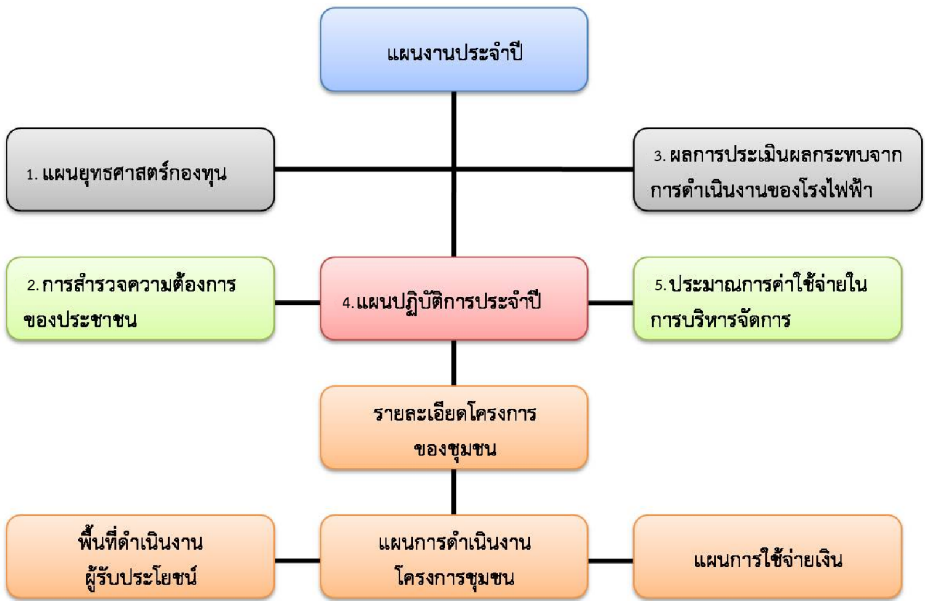 แผนงานประจำปี
1. แผนยุทธศาสตร์กองทุน
3. ผลการประเมินผลกระทบจาก
การดำเนินงานของโรงไฟฟ้า
2. การสำรวจความต้องการ
ของประชาชน
4. แผนปฏิบัติการประจำปี
5. ประมาณการค่าใช้จ่ายใน
การบริหารจัดการ
รายละเอียดโครงการ
ของชุมชน
พื้นที่ดำเนินงาน
ผู้รับประโยชน์
แผนการดำเนินงาน
โครงการชุมชน
แผนการใช้จ่ายเงิน